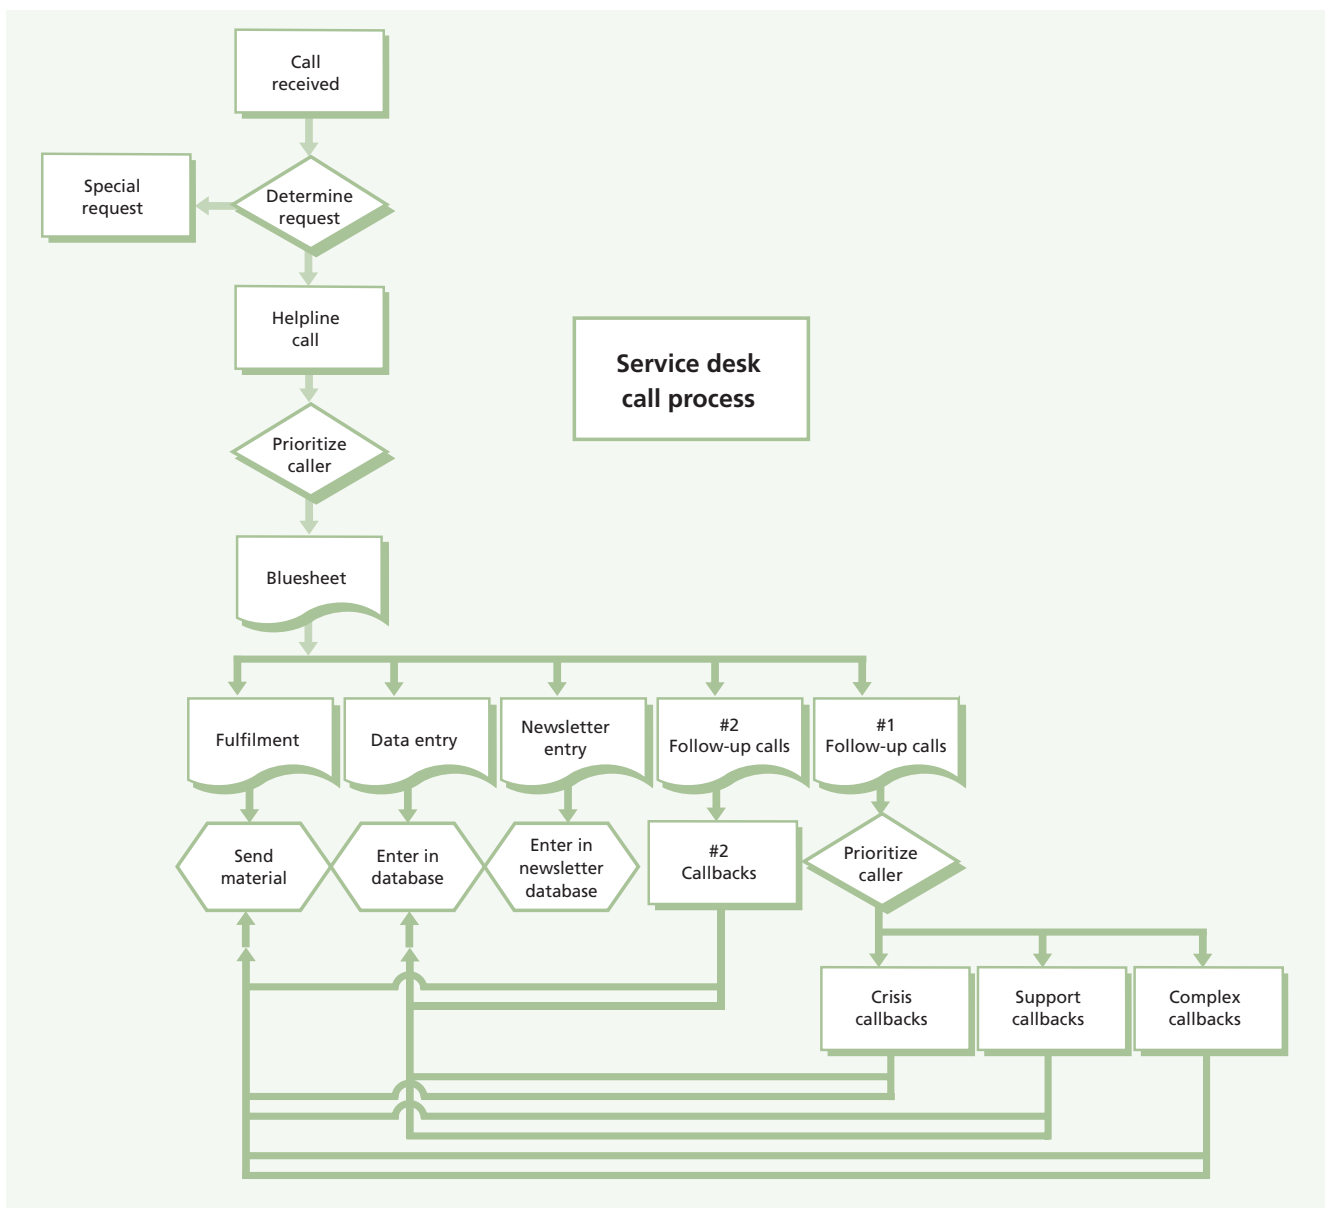 Call
received
Special
request
Determine
request
Helpline
call
Service desk
call process
Prioritize
caller
Bluesheet
Fulfilment
Data entry
Newsletter
entry
#2
Follow-up calls
#1
Follow-up calls
Send
material
Enter in
database
Enter in
newsletter
database
#2
Callbacks
Prioritize
caller
Crisis
callbacks
Support
callbacks
Complex
callbacks